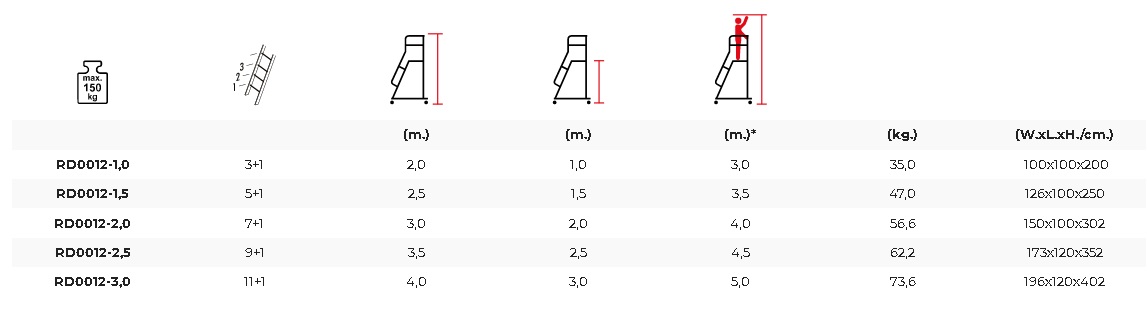 max.
150
kg
3
2
1
(m.) (m.) (m.)* (kg.) (W.xL.xH./cm.)
RD0012-1,0 3+1 2,0 1,0 3,0 35,0 100x100x200
RD0012-1,5 5+1 2,5 1,5 3,5 47,0 126x100x250
RD0012-2,0 7+1 3,0 2,0 4,0 56,6 150x100x302
RD0012-2,5 9+1 3,5 2,5 4,5 62,2 173x120x352
RD0012-3,0 11+1 4,0 3,0 5,0 73,6 196x120x402